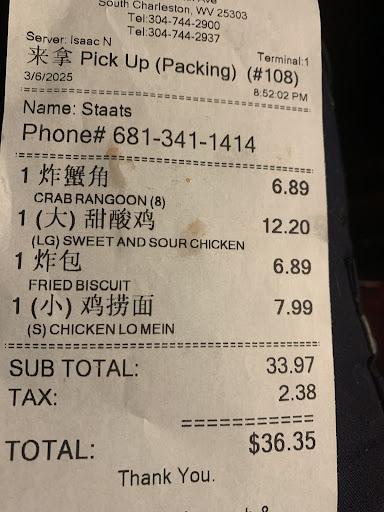 South Charleston, WV 25303
Tel:304-744-2900
Tel:304-744-2937
Server: Isaac N Terminal:1
来拿 Pick Up (Packing) (#108)
3/6/2025 8:52:02 PM
Name: Staats
Phone# 681-341-1414
1 炸蟹角 6.89
CRAB RANGOON (8)
1 (大) 甜酸鸡 12.20
(LG) SWEET AND SOUR CHICKEN
1 炸包 6.89
FRIED BISCUIT
1 (小) 鸡捞面 7.99
(S) CHICKEN LO MEIN
SUB TOTAL: 33.97
TAX: 2.38
TOTAL: $36.35
Thank You.